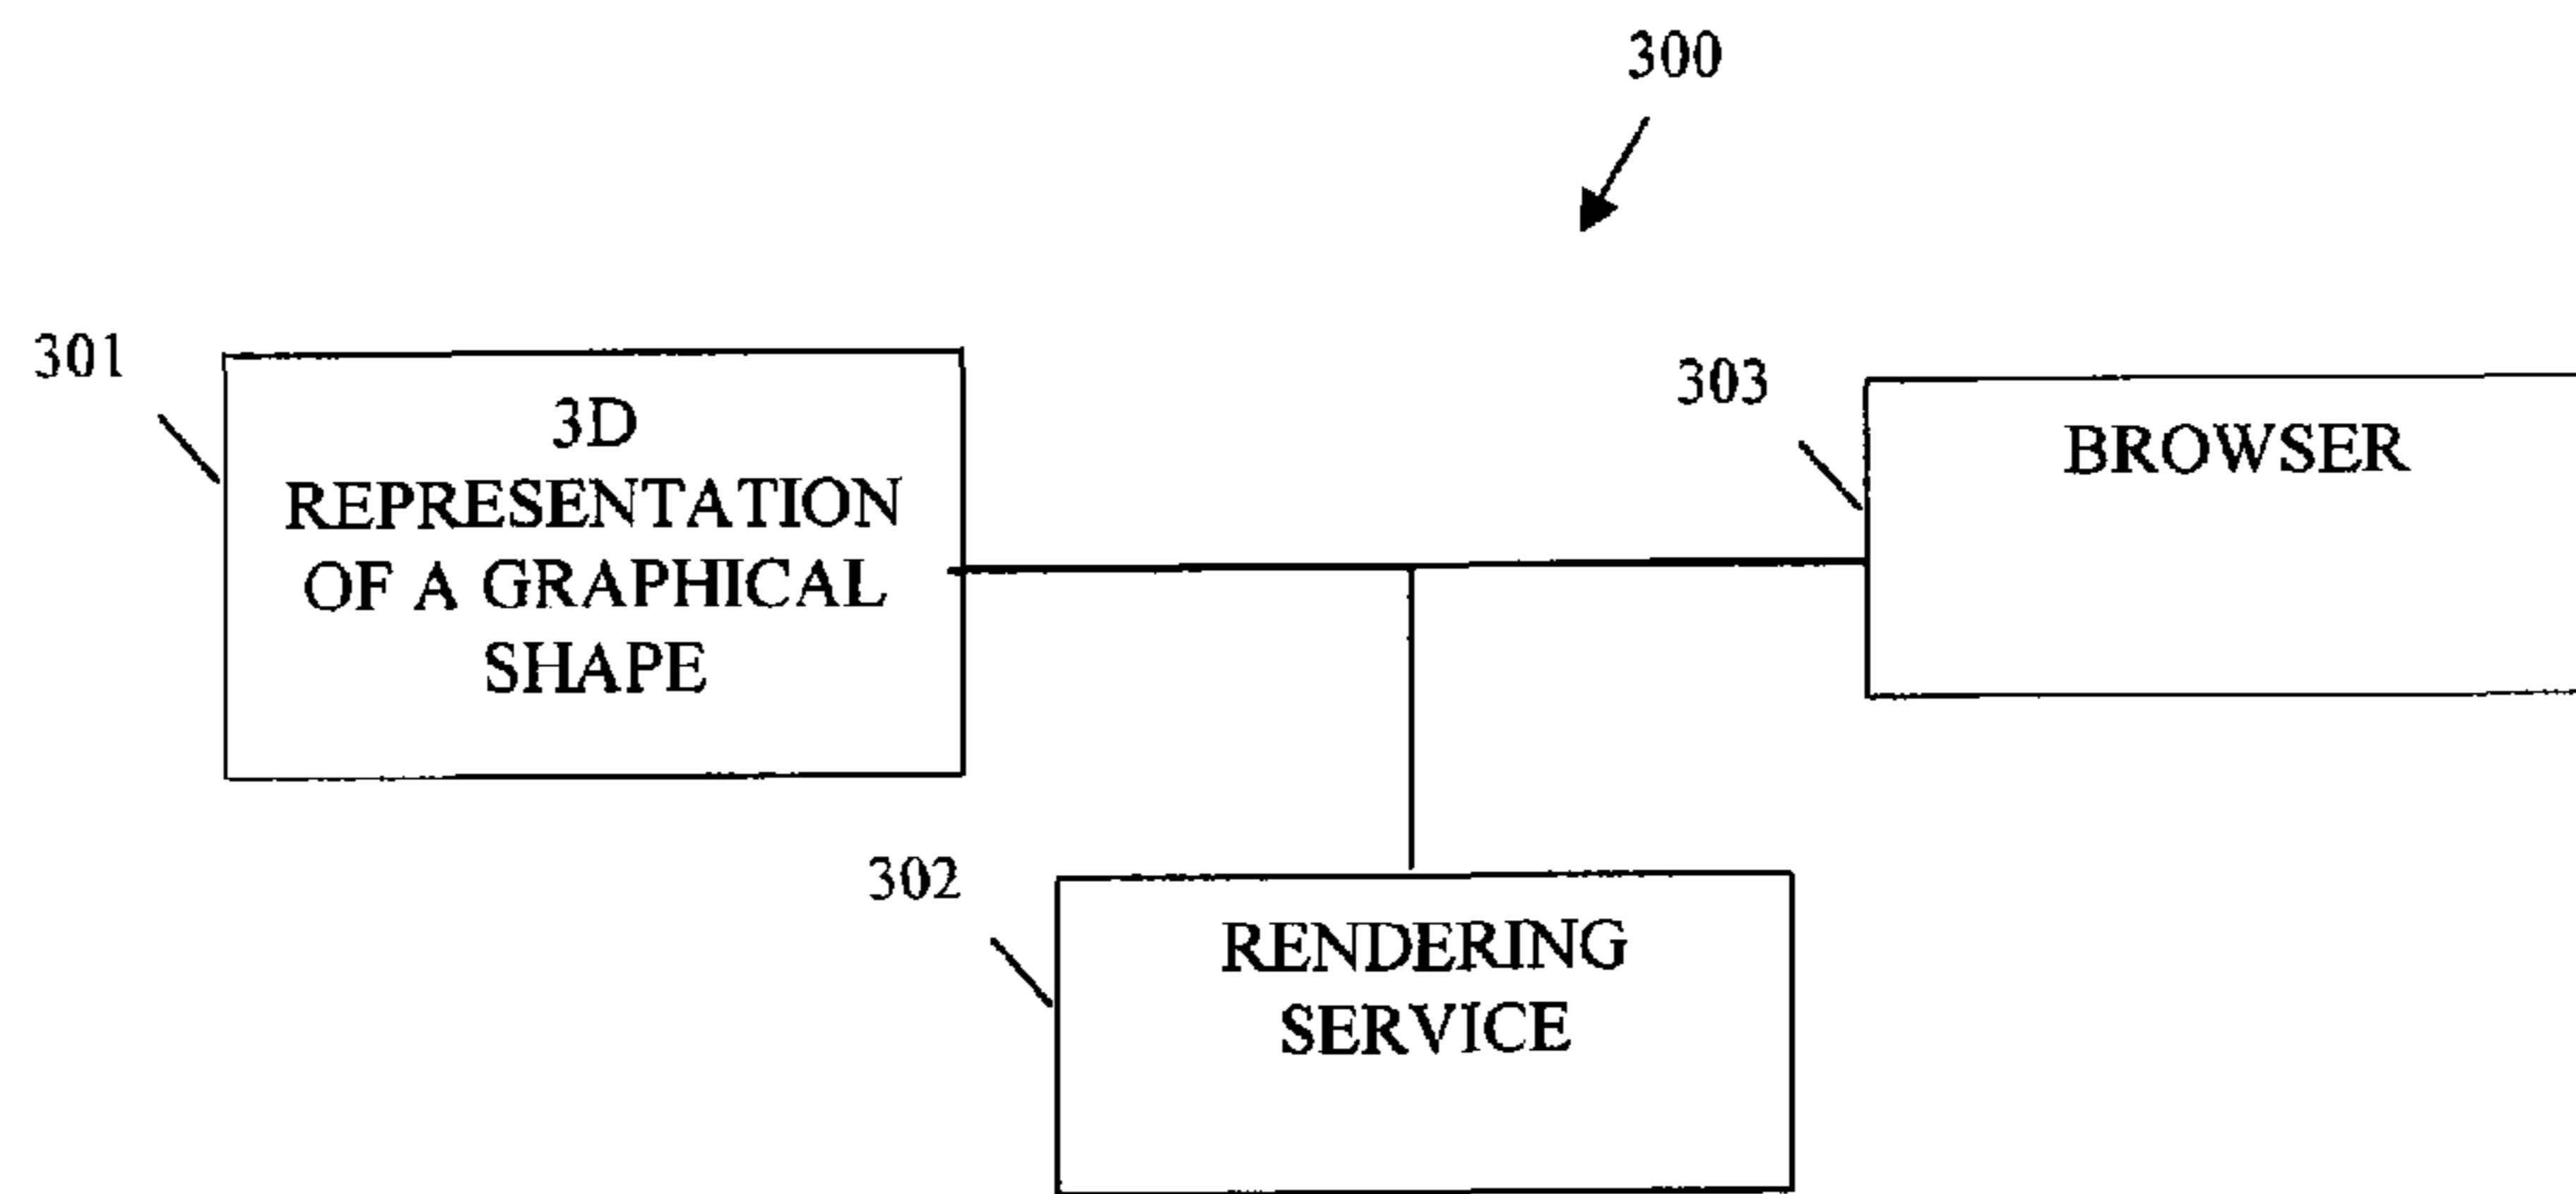 300
301
3D
REPRESENTATION
OF A GRAPHICAL
SHAPE
303
BROWSER
302
RENDERING
SERVICE